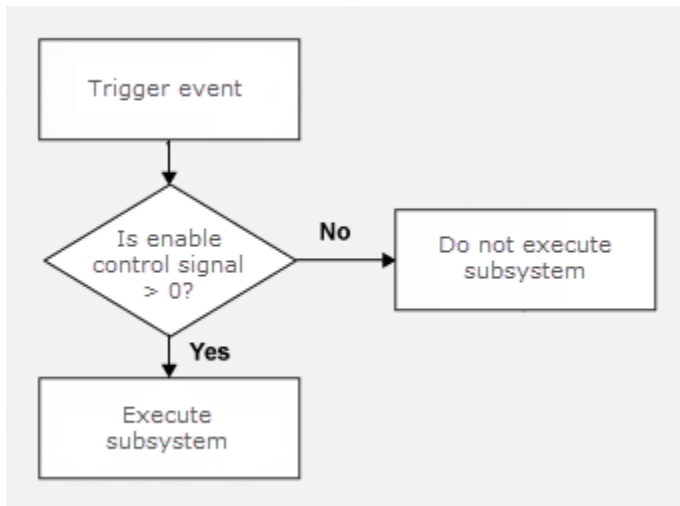 Trigger event
Is enable
control signal
> 0?
No
Do not execute
subsystem
Yes
Execute
subsystem